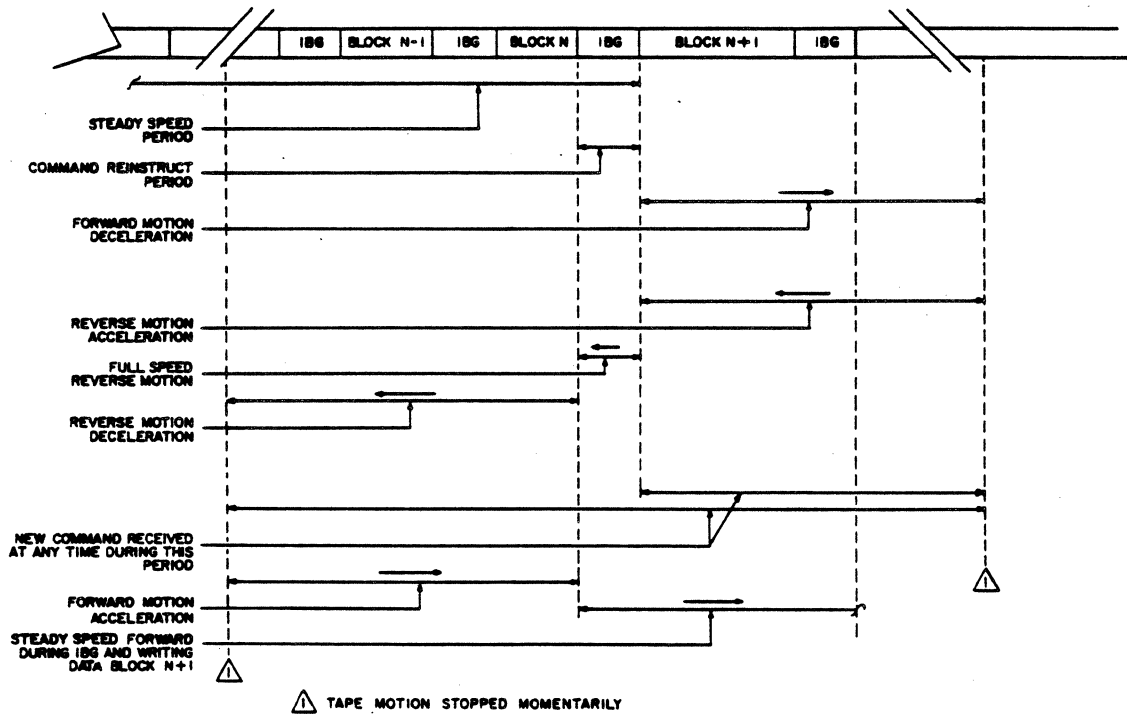 IBG BLOCK N-1 IBG BLOCK N IBG BLOCK N+1 IBG
STEADY SPEED
PERIOD
COMMAND REINSTRUCT
PERIOD
FORWARD MOTION
DECELERATION
REVERSE MOTION
ACCELERATION
FULL SPEED
REVERSE MOTION
REVERSE MOTION
DECELERATION
NEW COMMAND RECEIVED
AT ANY TIME DURING THIS
PERIOD
1
FORWARD MOTION
ACCELERATION
STEADY SPEED FORWARD
DURING IBG AND WRITING
DATA BLOCK N+1
1
1 TAPE MOTION STOPPED MOMENTARILY